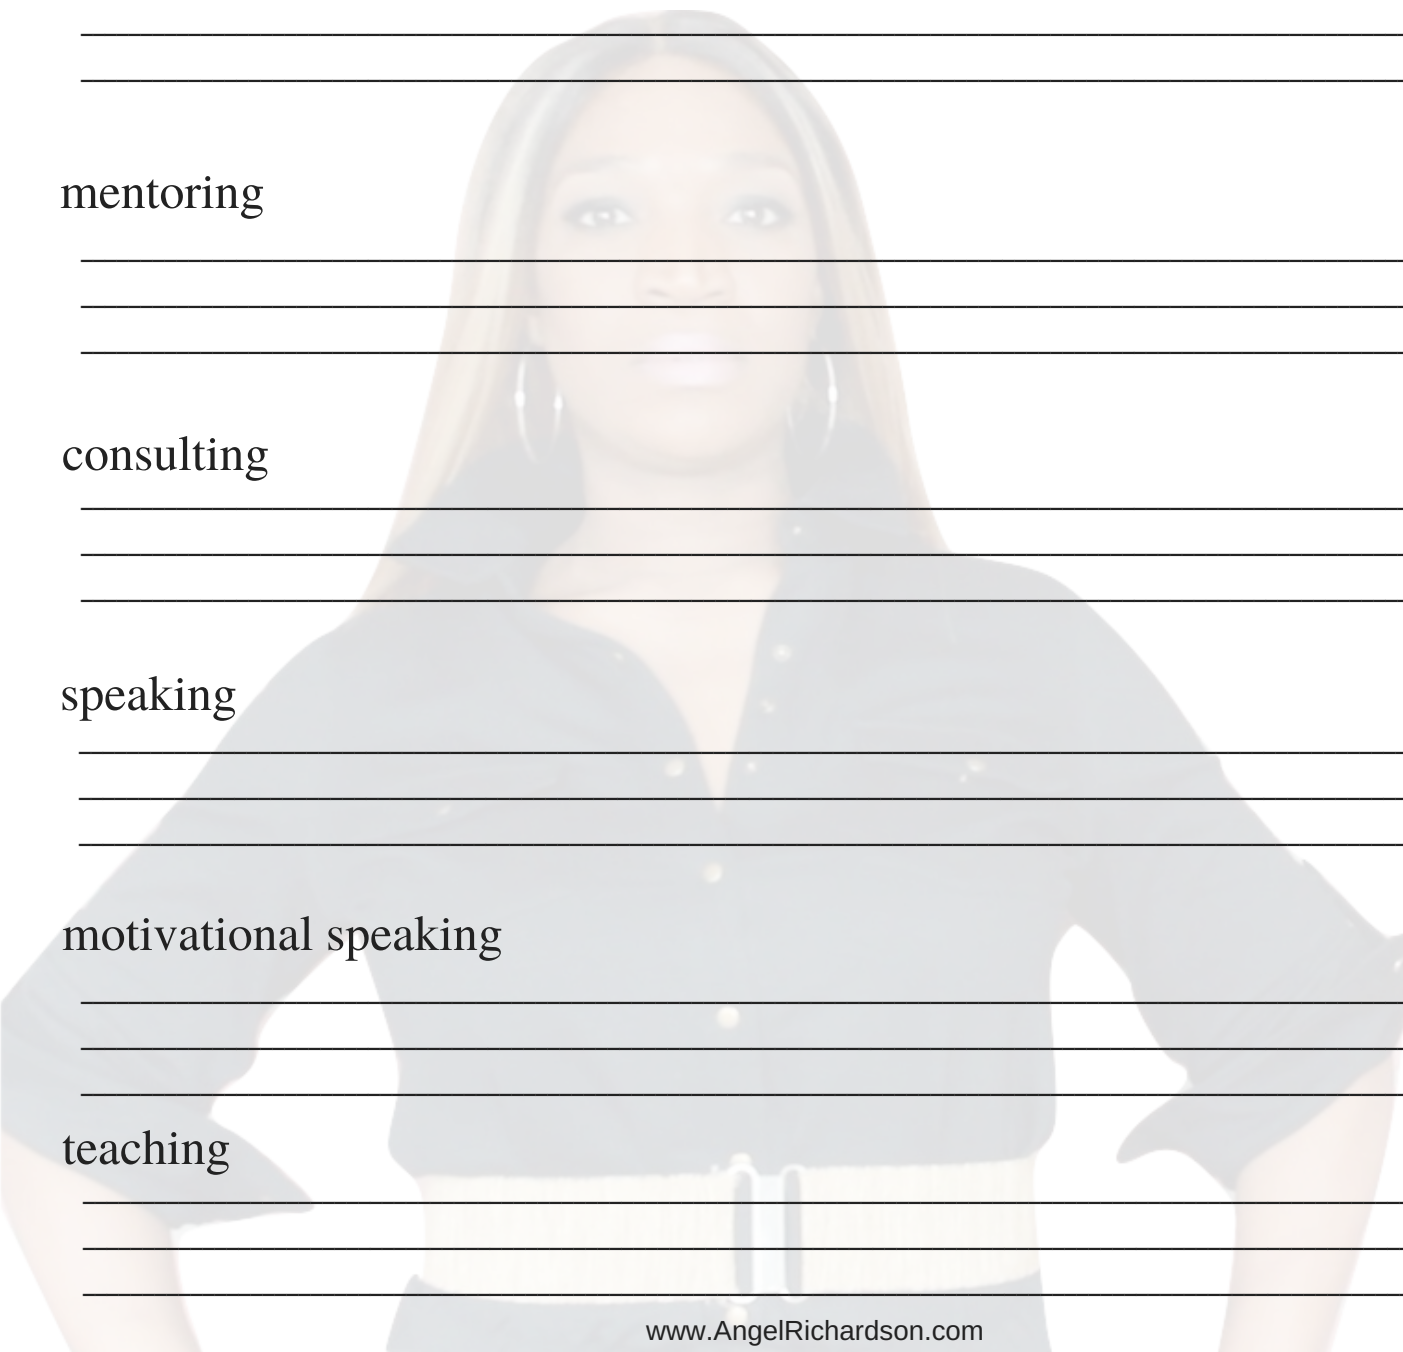 mentoring
consulting
speaking
motivational speaking
teaching
www.AngelRichardson.com